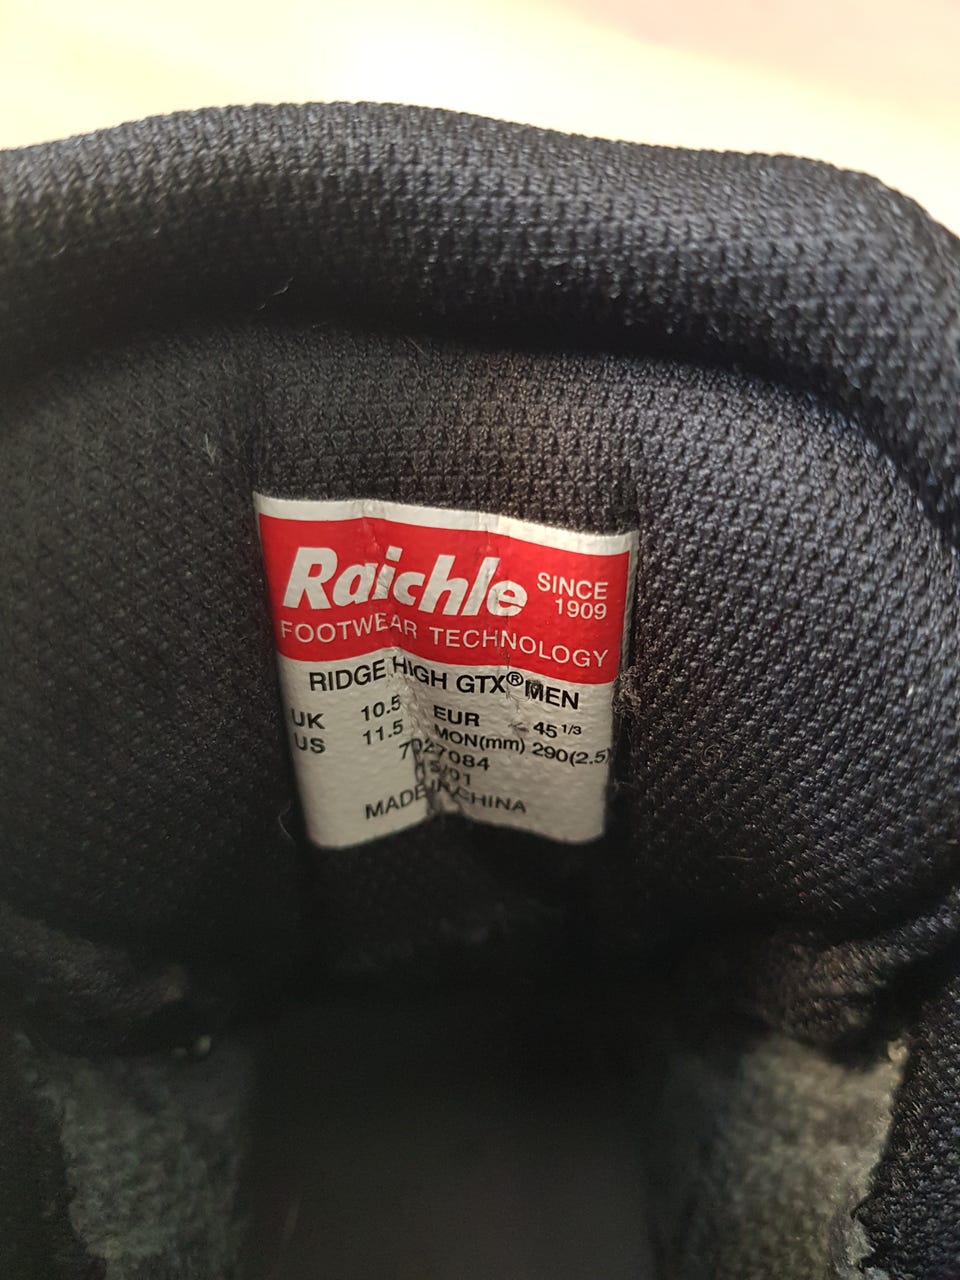 Raichle SINCE 1909
FOOTWEAR TECHNOLOGY
RIDGE HIGH GTX® MEN
UK 10.5 EUR 45 1/3
US 11.5 MON(mm) 290(2.5)
7027084
MADE IN CHINA